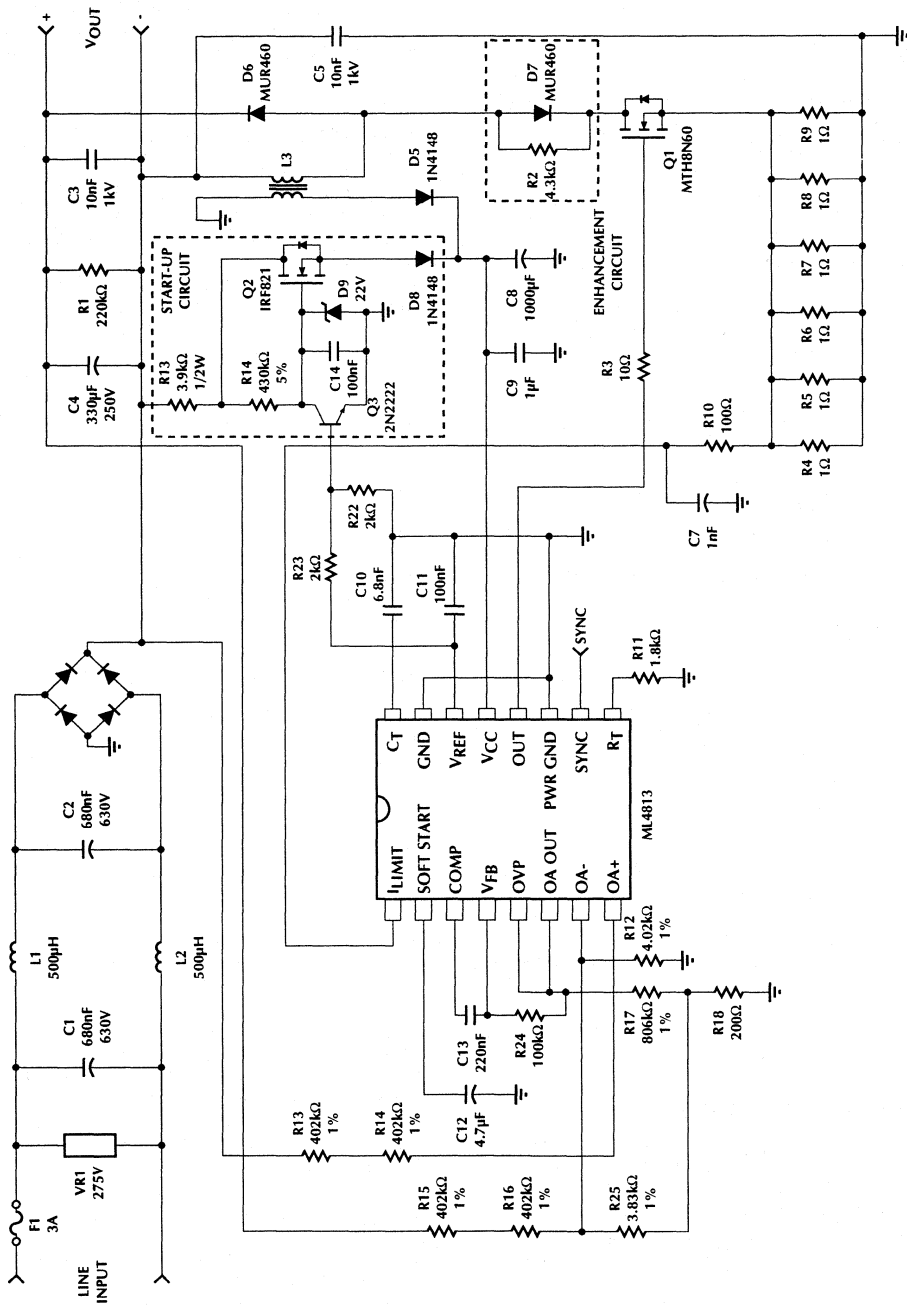 LINE
INPUT
F1
3A
VR1
275V
C1
680nF
630V
L1
500µH
L2
500µH
C2
680nF
630V
C4
330µF
250V
R1
220kΩ
C3
10nF
1kV
+
VOUT
-
START-UP
CIRCUIT
R13
3.9kΩ
1/2W
R14
430kΩ
5%
Q2
IRF821
D9
22V
C14
100nF
Q3
2N2222
D8
1N4148
L3
D5
1N4148
D6
MUR460
C5
10nF
1kV
R2
4.3kΩ
D7
MUR460
ENHANCEMENT
CIRCUIT
Q1
MTH8N60
C8
1000µF
C9
1µF
R3
10Ω
R22
2kΩ
R23
2kΩ
C10
6.8nF
C11
100nF
R10
100Ω
C7
1nF
R4
1Ω
R5
1Ω
R6
1Ω
R7
1Ω
R8
1Ω
R9
1Ω
ILIMIT
SOFT START
COMP
VFB
OVP
OA OUT
OA-
OA+
CT
GND
VREF
VCC
OUT
PWR GND
SYNC
RT
ML4813
SYNC
R11
1.8kΩ
R12
4.02kΩ
1%
C13
220nF
R24
100kΩ
C12
4.7µF
R17
806kΩ
1%
R18
200Ω
R13
402kΩ
1%
R14
402kΩ
1%
R15
402kΩ
1%
R16
402kΩ
1%
R25
3.83kΩ
1%